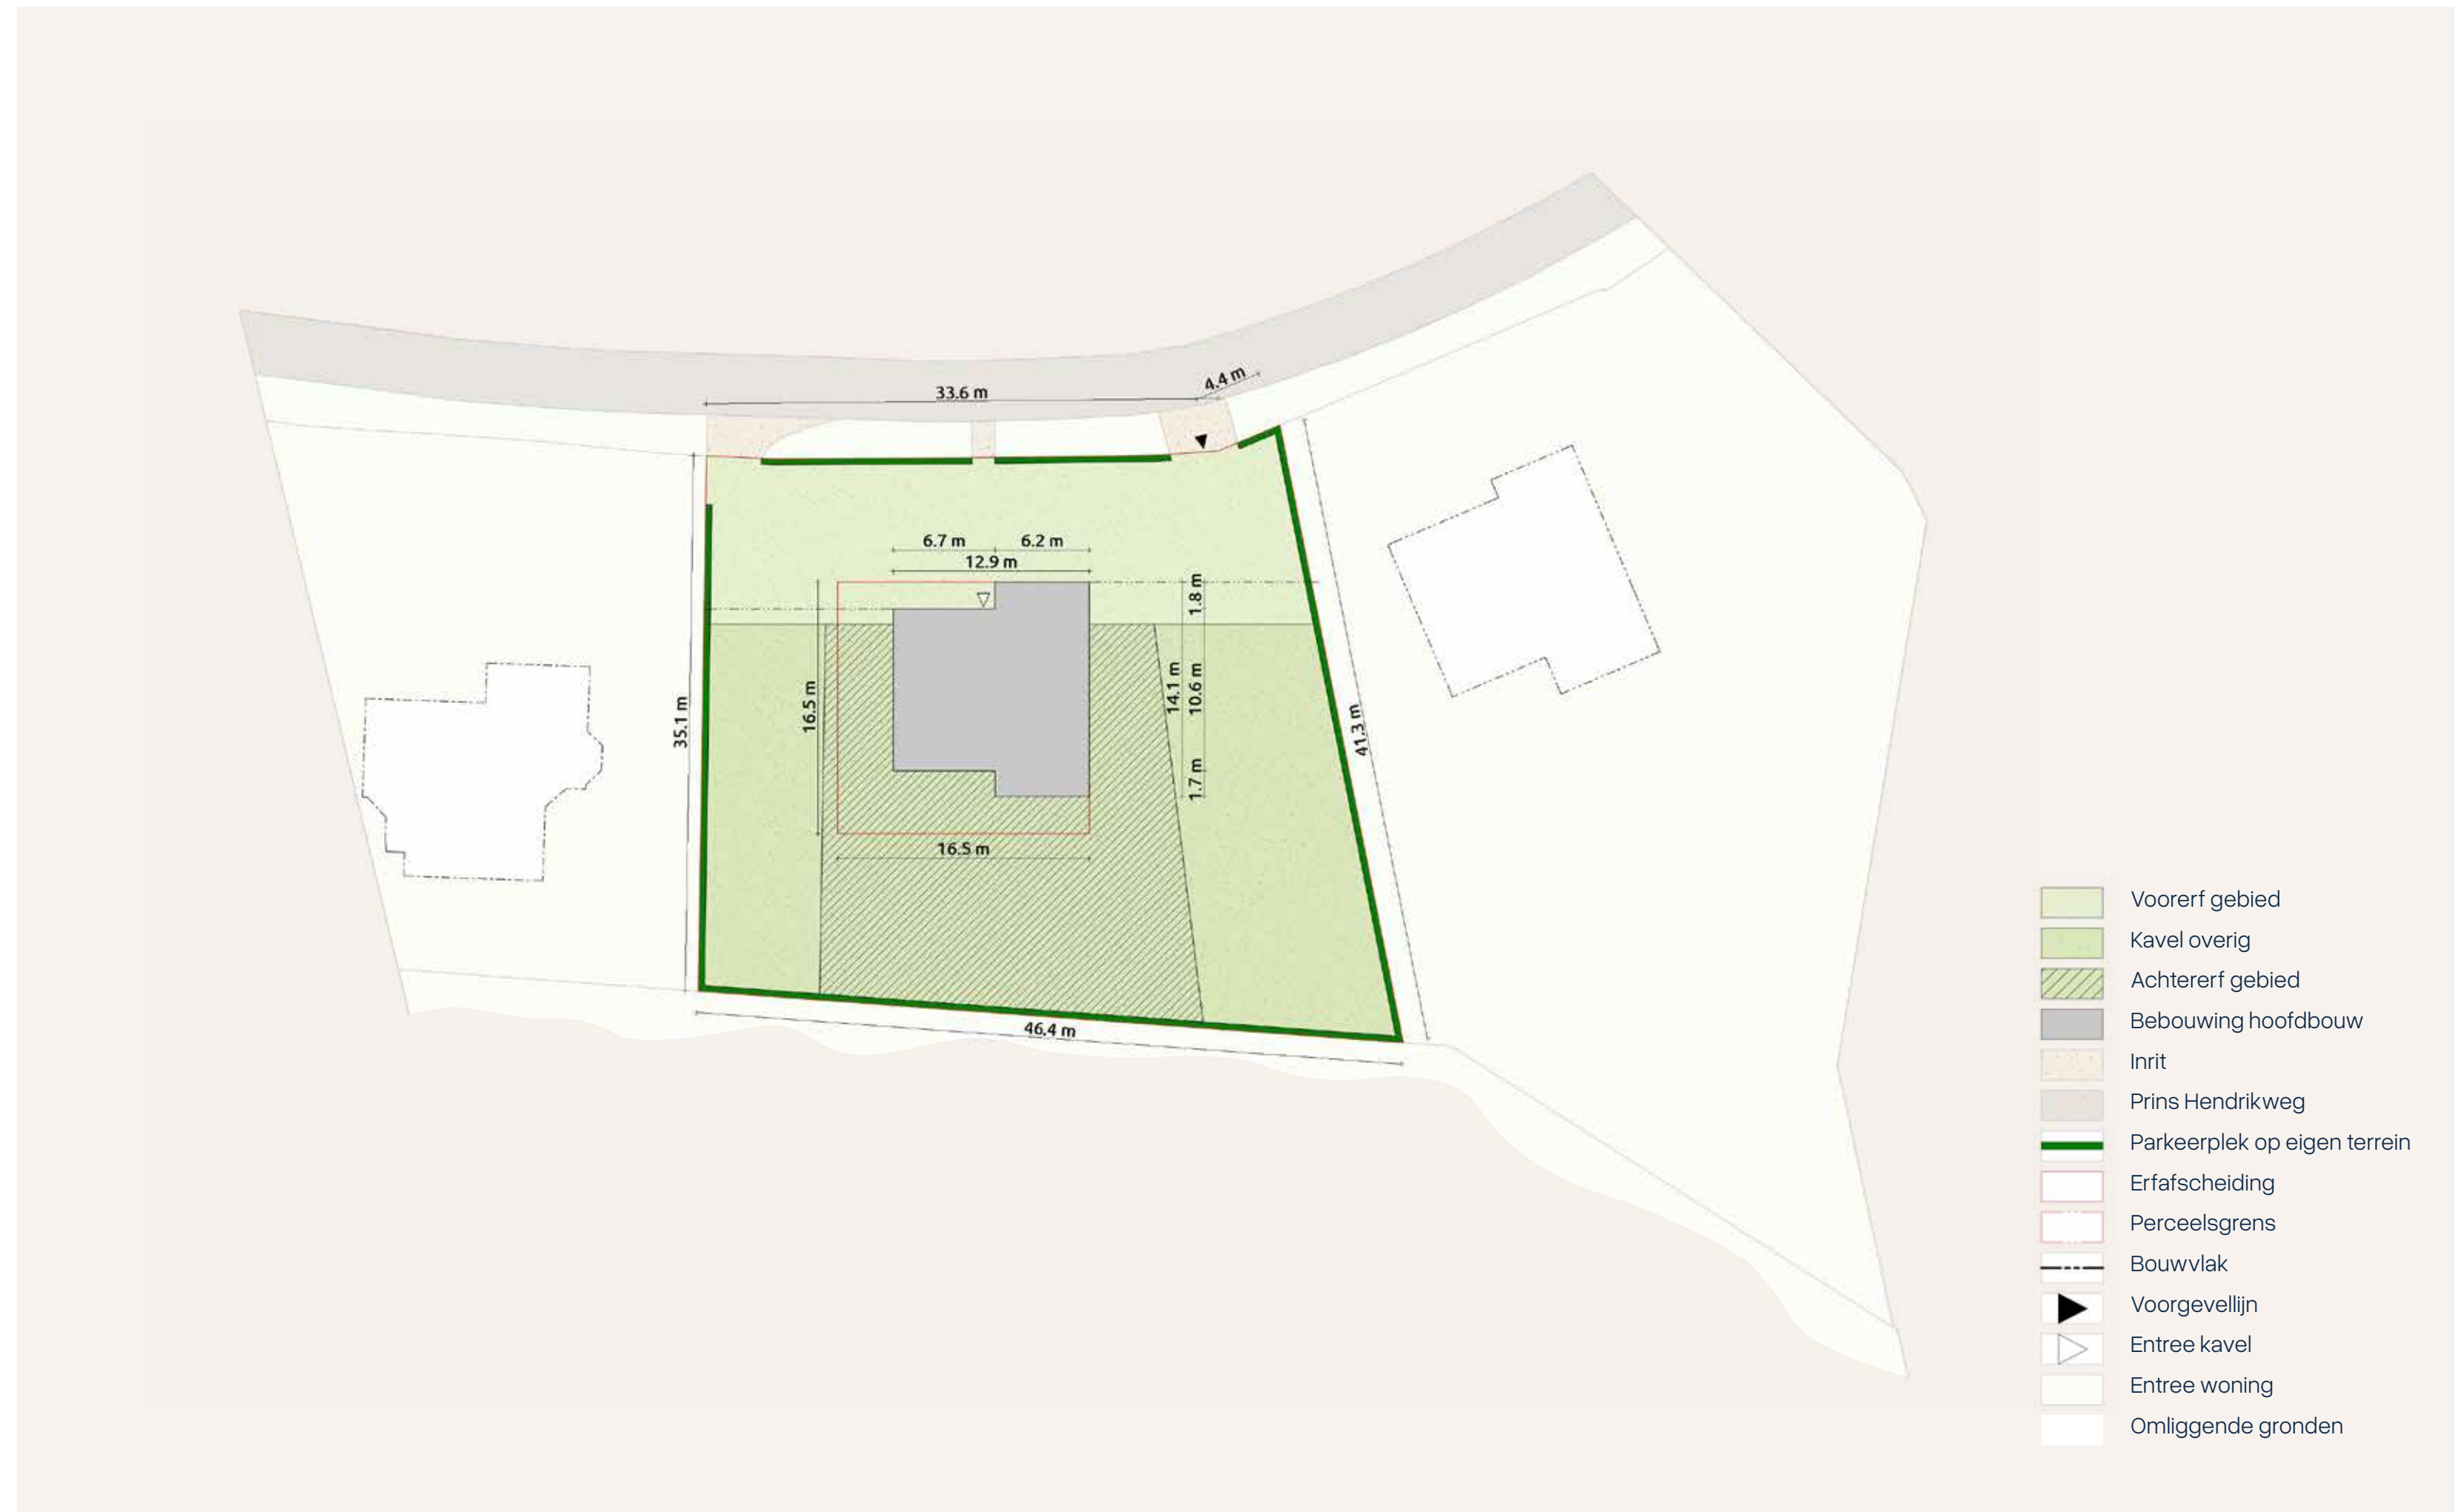 4.4 m
33.6 m
6.7 m
6.2 m
12.9 m
1.8 m
16.5 m
14.1 m
10.6 m
35.1 m
41.3 m
1.7 m
16.5 m
46.4 m
Voorerf gebied
Kavel overig
Achtererf gebied
Bebouwing hoofdbouw
Inrit
Prins Hendrikweg
Parkeerplek op eigen terrein
Erfafscheiding
Perceelsgrens
Bouwvlak
Voorgevellijn
Entree kavel
Entree woning
Omliggende gronden